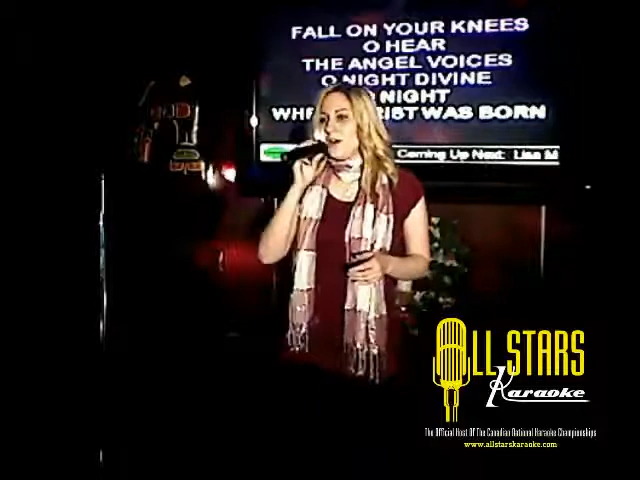 FALL ON YOUR KNEES
O HEAR
THE ANGEL VOICES
O NIGHT DIVINE
NIGHT
WAS BORN
Coming Up Next: Lisa M
ALL STARS
Karaoke
The Official Host Of The Canadian National Karaoke Championships
www.allstarskaraoke.com